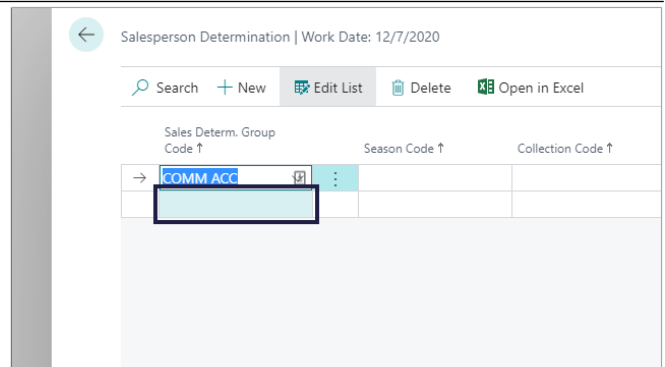 Salesperson Determination | Work Date: 12/7/2020
Search + New Edit List Delete Open in Excel
Sales Determ. Group
Code ↑ Season Code ↑ Collection Code ↑
→ COMM ACC